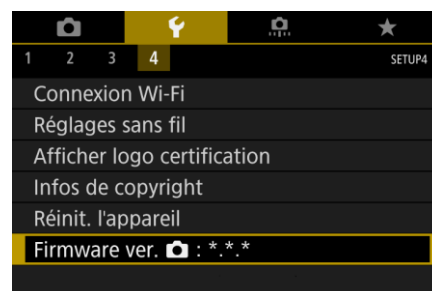 1 2 3 4 SETUP4
Connexion Wi-Fi
Réglages sans fil
Afficher logo certification
Infos de copyright
Réinit. l'appareil
Firmware ver. : *.*.*